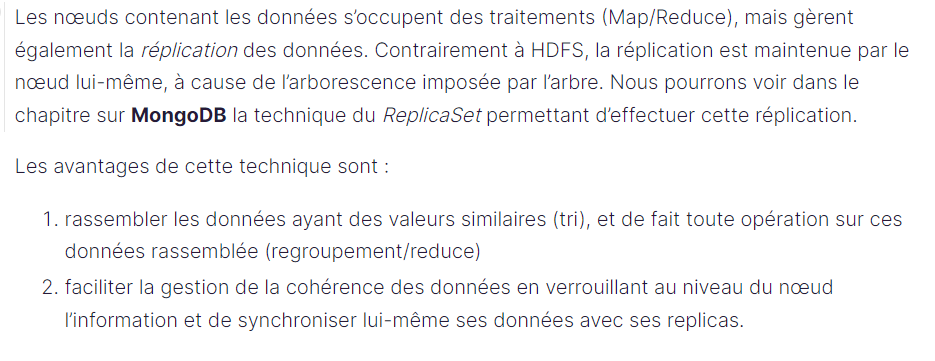 Les nœuds contenant les données s’occupent des traitements (Map/Reduce), mais gèrent
également la réplication des données. Contrairement à HDFS, la réplication est maintenue par le
nœud lui-même, à cause de l’arborescence imposée par l’arbre. Nous pourrons voir dans le
chapitre sur MongoDB la technique du ReplicaSet permettant d’effectuer cette réplication.
Les avantages de cette technique sont :
1. rassembler les données ayant des valeurs similaires (tri), et de fait toute opération sur ces
données rassemblée (regroupement/reduce)
2. faciliter la gestion de la cohérence des données en verrouillant au niveau du nœud
l’information et de synchroniser lui-même ses données avec ses replicas.